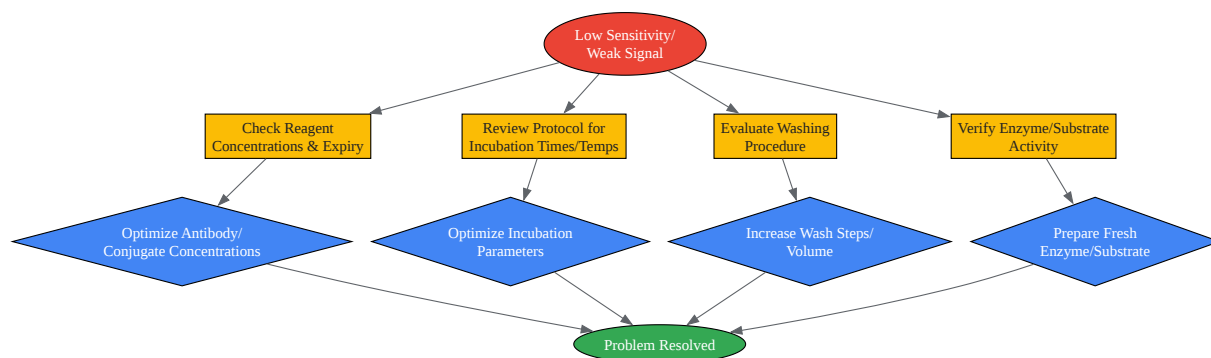 Low Sensitivity/
Weak Signal
Check Reagent
Concentrations & Expiry
Review Protocol for
Incubation Times/Temps
Evaluate Washing
Procedure
Verify Enzyme/Substrate
Activity
Optimize Antibody/
Conjugate Concentrations
Optimize Incubation
Parameters
Increase Wash Steps/
Volume
Prepare Fresh
Enzyme/Substrate
Problem Resolved